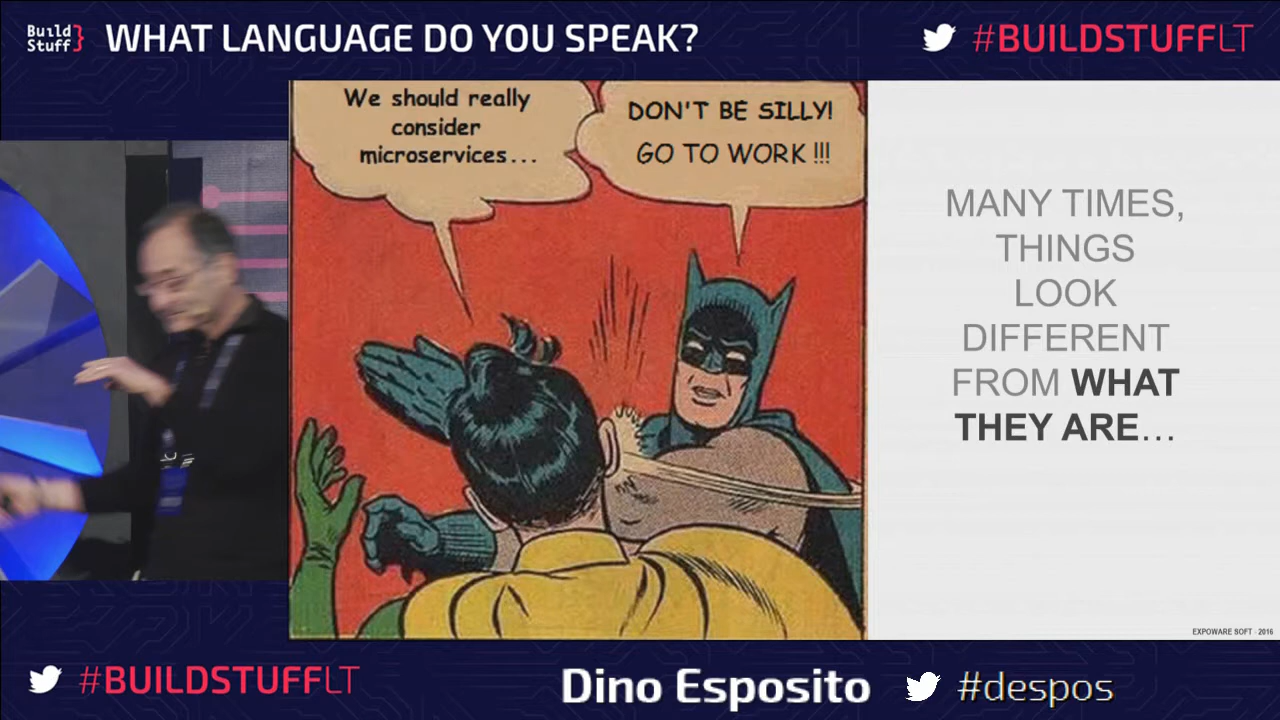 Build
Stuff}
WHAT LANGUAGE DO YOU SPEAK?
#BUILDSTUFFLT
We should really
consider
microservices...
DON'T BE SILLY!
GO TO WORK !!!
MANY TIMES,
THINGS
LOOK
DIFFERENT
FROM WHAT
THEY ARE...
EXPOWARE SOFT · 2016
#BUILDSTUFFLT
Dino Esposito
#despos